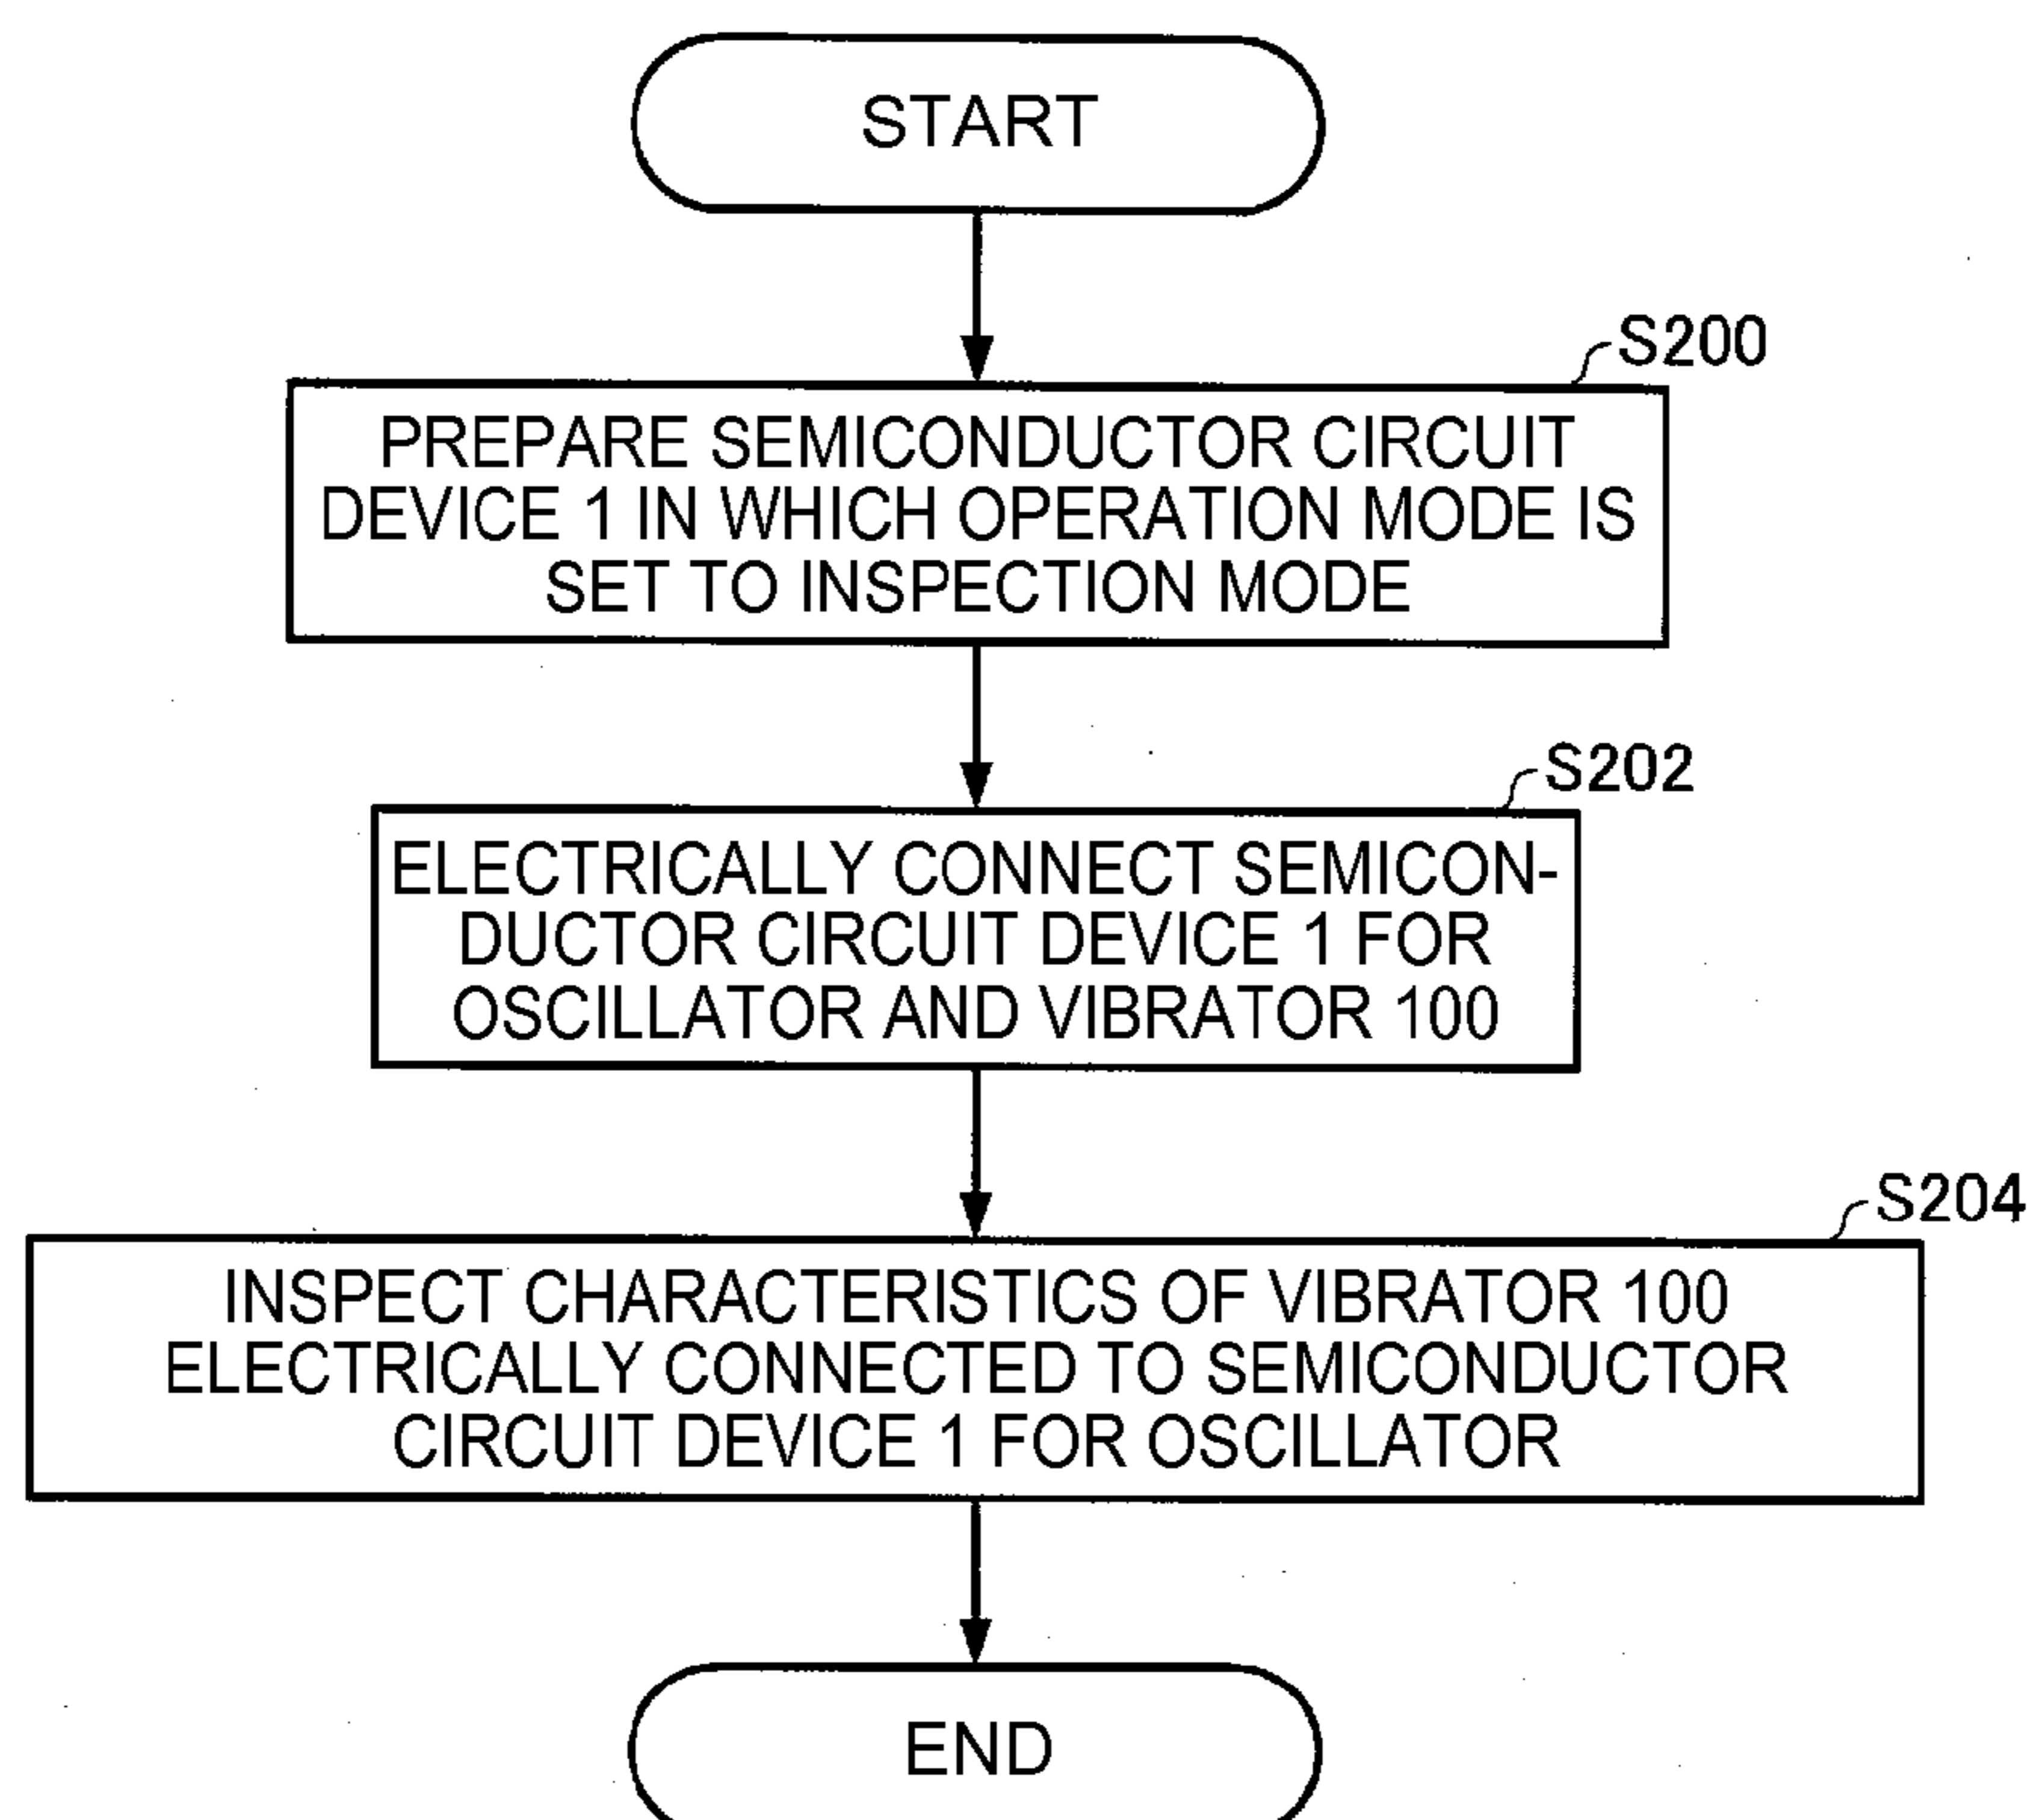 START
S200
PREPARE SEMICONDUCTOR CIRCUIT
DEVICE 1 IN WHICH OPERATION MODE IS
SET TO INSPECTION MODE
S202
ELECTRICALLY CONNECT SEMICON-
DUCTOR CIRCUIT DEVICE 1 FOR
OSCILLATOR AND VIBRATOR 100
S204
INSPECT CHARACTERISTICS OF VIBRATOR 100
ELECTRICALLY CONNECTED TO SEMICONDUCTOR
CIRCUIT DEVICE 1 FOR OSCILLATOR
END